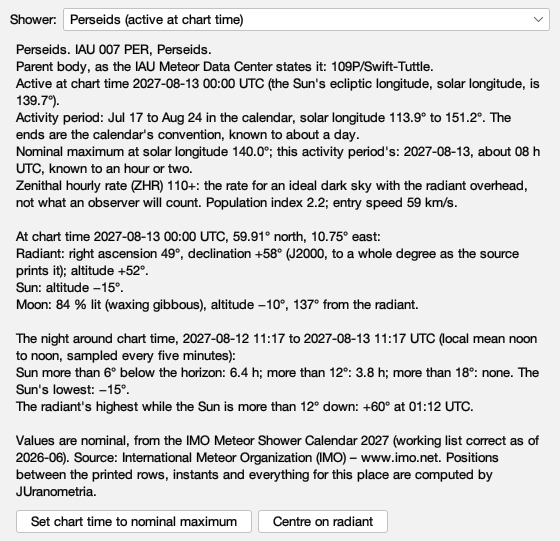 Shower: Perseids (active at chart time)
Perseids. IAU 007 PER, Perseids.
Parent body, as the IAU Meteor Data Center states it: 109P/Swift-Tuttle.
Active at chart time 2027-08-13 00:00 UTC (the Sun's ecliptic longitude, solar longitude, is
139.7°).
Activity period: Jul 17 to Aug 24 in the calendar, solar longitude 113.9° to 151.2°. The
ends are the calendar's convention, known to about a day.
Nominal maximum at solar longitude 140.0°; this activity period's: 2027-08-13, about 08 h
UTC, known to an hour or two.
Zenithal hourly rate (ZHR) 110+: the rate for an ideal dark sky with the radiant overhead,
not what an observer will count. Population index 2.2; entry speed 59 km/s.
At chart time 2027-08-13 00:00 UTC, 59.91° north, 10.75° east:
Radiant: right ascension 49°, declination +58° (J2000, to a whole degree as the source
prints it); altitude +52°.
Sun: altitude −15°.
Moon: 84 % lit (waxing gibbous), altitude −10°, 137° from the radiant.
The night around chart time, 2027-08-12 11:17 to 2027-08-13 11:17 UTC (local mean noon
to noon, sampled every five minutes):
Sun more than 6° below the horizon: 6.4 h; more than 12°: 3.8 h; more than 18°: none. The
Sun's lowest: −15°.
The radiant's highest while the Sun is more than 12° down: +60° at 01:12 UTC.
Values are nominal, from the IMO Meteor Shower Calendar 2027 (working list correct as of
2026-06). Source: International Meteor Organization (IMO) – www.imo.net. Positions
between the printed rows, instants and everything for this place are computed by
JUranometria.
Set chart time to nominal maximum Centre on radiant